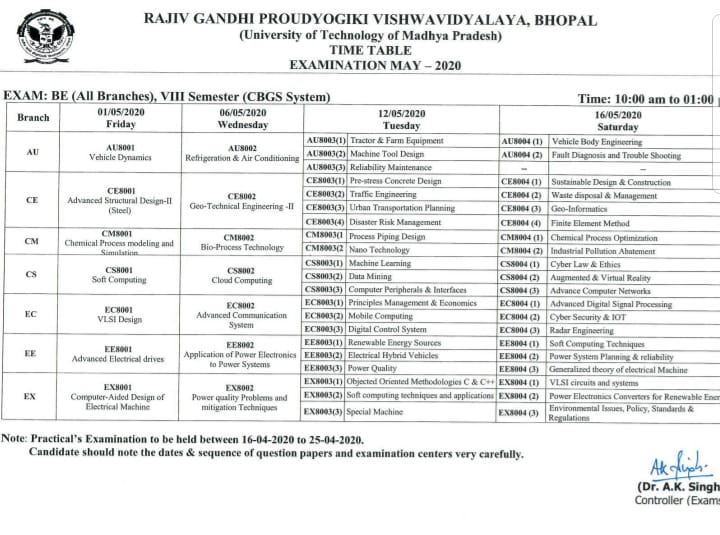 RAJIV GANDHI PROUDYOGIKI VISHWAVIDYALAYA, BHOPAL
(University of Technology of Madhya Pradesh)
TIME TABLE
EXAMINATION MAY – 2020
EXAM: BE (All Branches), VIII Semester (CBGS System)
Time: 10:00 am to 01:00 p
Branch
01/05/2020
Friday
06/05/2020
Wednesday
12/05/2020
Tuesday
16/05/2020
Saturday
AU
AU8001
Vehicle Dynamics
AU8002
Refrigeration & Air Conditioning
AU8003(1) Tractor & Farm Equipment
AU8003(2) Machine Tool Design
AU8003(3) Reliability Maintenance
AU8004 (1) Vehicle Body Engineering
AU8004 (2) Fault Diagnosis and Trouble Shooting
– –
CE
CE8001
Advanced Structural Design-II
(Steel)
CE8002
Geo-Technical Engineering -II
CE8003(1) Pre-stress Concrete Design
CE8003(2) Traffic Engineering
CE8003(3) Urban Transportation Planning
CE8003(4) Disaster Risk Management
CE8004 (1) Sustainable Design & Construction
CE8004 (2) Waste disposal & Management
CE8004 (3) Geo-Informatics
CE8004 (4) Finite Element Method
CM
CM8001
Chemical Process modeling and
Simulation
CM8002
Bio-Process Technology
CM8003(1 Process Piping Design
CM8003(2 Nano Technology
CM8004 (1) Chemical Process Optimization
CM8004 (2) Industrial Pollution Abatement
CS
CS8001
Soft Computing
CS8002
Cloud Computing
CS8003(1) Machine Learning
CS8003(2) Data Mining
CS8003(3) Computer Peripherals & Interfaces
CS8004 (1) Cyber Law & Ethics
CS8004 (2) Augmented & Virtual Reality
CS8004 (3) Advance Computer Networks
EC
EC8001
VLSI Design
EC8002
Advanced Communication
System
EC8003(1) Principles Management & Economics
EC8003(2) Mobile Computing
EC8003(3) Digital Control System
EC8004 (1) Advanced Digital Signal Processing
EC8004 (2) Cyber Security & IOT
EC8004 (3) Radar Engineering
EE
EE8001
Advanced Electrical drives
EE8002
Application of Power Electronics
to Power Systems
EE8003(1) Renewable Energy Sources
EE8003(2) Electrical Hybrid Vehicles
EE8003(3) Power Quality
EE8004 (1) Soft Computing Techniques
EE8004 (2) Power System Planning & reliability
EE8004 (3) Generalized theory of electrical Machine
EX
EX8001
Computer-Aided Design of
Electrical Machine
EX8002
Power quality Problems and
mitigation Techniques
EX8003(1) Objected Oriented Methodologies C & C++
EX8003(2) Soft computing techniques and applications
EX8003(3) Special Machine
EX8004 (1) VLSI circuits and systems
EX8004 (2) Power Electronics Converters for Renewable Ener
EX8004 (3) Environmental Issues, Policy, Standards &
Regulations
Note: Practical's Examination to be held between 16-04-2020 to 25-04-2020.
Candidate should note the dates & sequence of question papers and examination centers very carefully.
(Dr. A.K. Singh
Controller (Exams